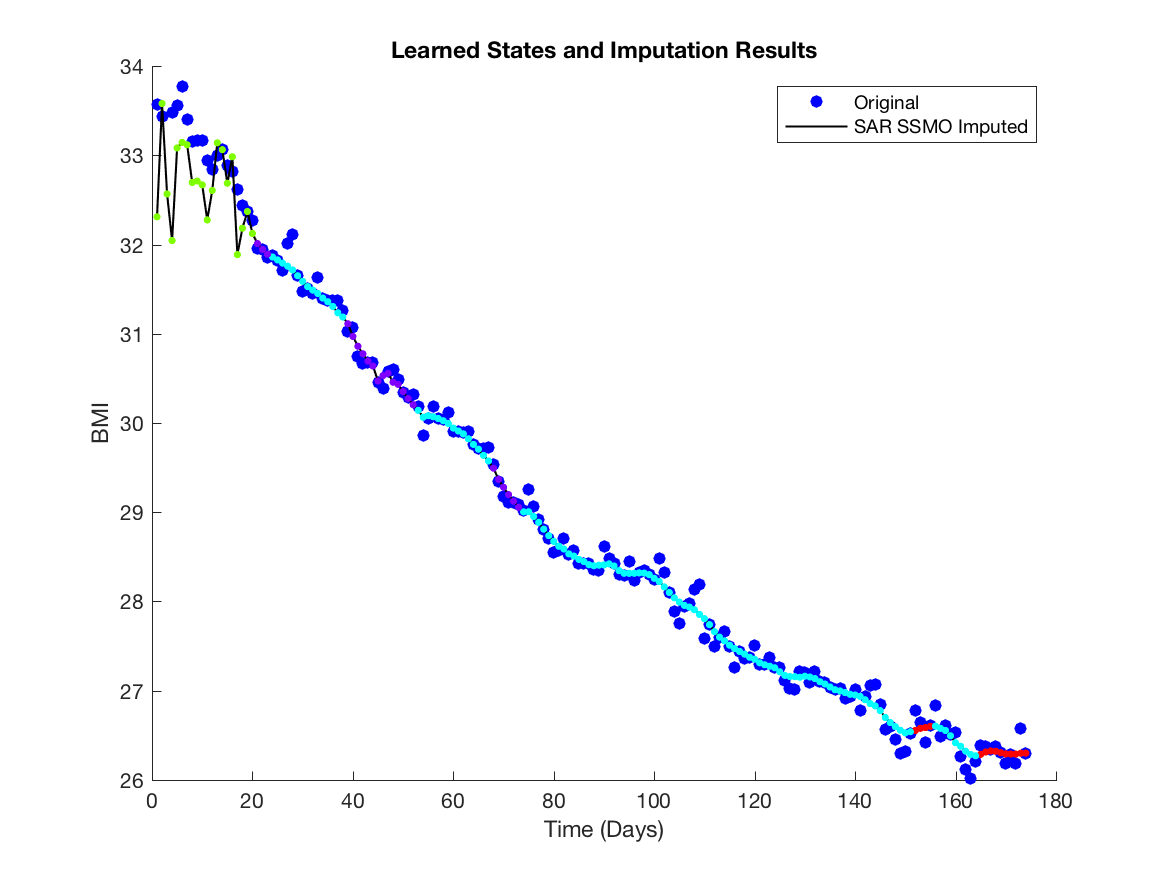 Learned States and Imputation Results
Original
SAR SSMO Imputed
BMI
34
33
32
31
30
29
28
27
26
0 20 40 60 80 100 120 140 160 180
Time (Days)